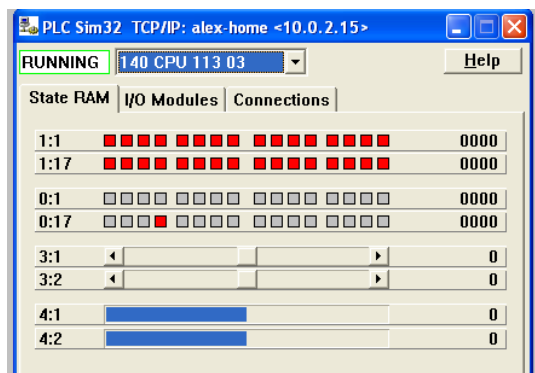 PLC Sim32 TCP/IP: alex-home <10.0.2.15>
RUNNING 140 CPU 113 03 Help
State RAM I/O Modules Connections
1:1 0000
1:17 0000
0:1 0000
0:17 0000
3:1 0
3:2 0
4:1 0
4:2 0